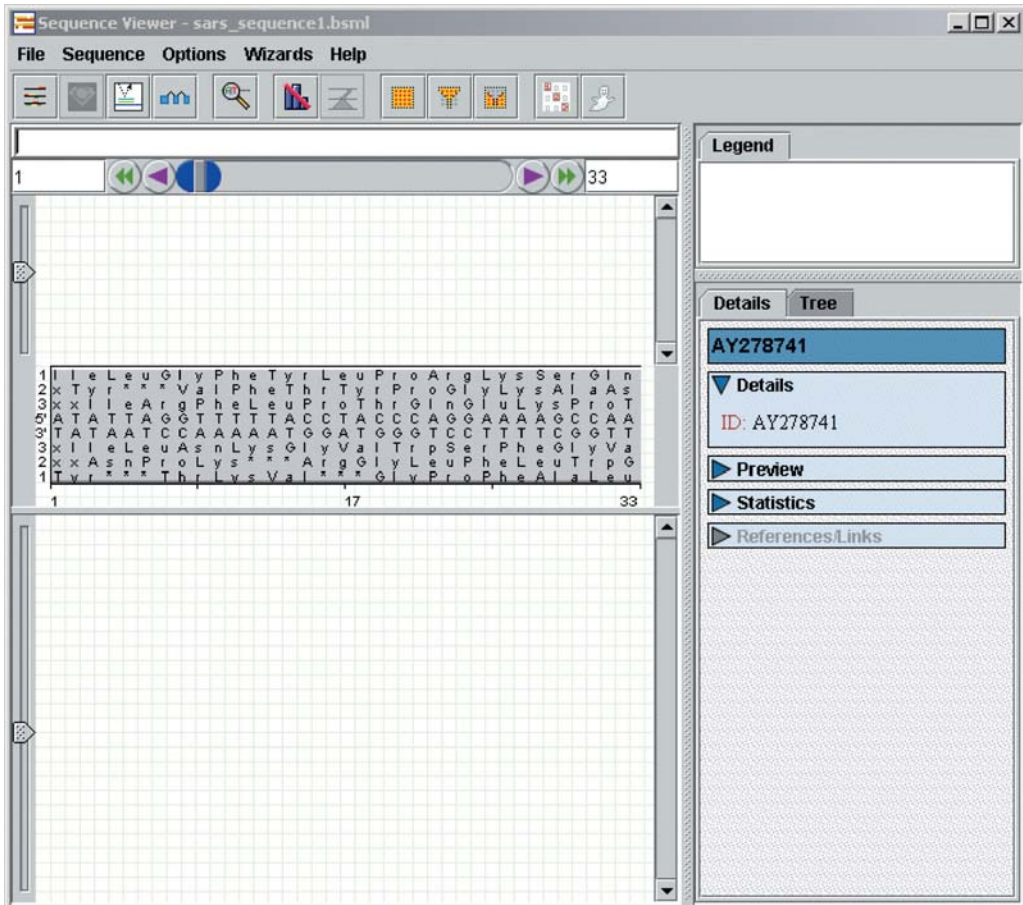 Sequence Viewer - sars_sequence1.bsml
File Sequence Options Wizards Help
1
33
Legend
Details Tree
AY278741
Details
ID: AY278741
Preview
Statistics
References/Links
1 I l e L e u G l y P h e T y r L e u P r o A r g L y s S e r G l n
2 x T y r * * * V a l P h e T h r T y r P r o G l y L y s A l a A s
3 x x I l e A r g P h e L e u P r o T h r G l n G l u L y s P r o T
5' A T A T T A G G T T T T T A C C T A C C C A G G A A A A G C C A A
3' T A T A A T C C A A A A A T G G A T G G G T C C T T T T C G G T T
3 x I l e L e u A s n L y s G l y V a l T r p S e r P h e G l y V a
2 x x A s n P r o L y s * * * A r g G l y L e u P h e L e u T r p G
1 T y r * * * T h r L y s V a l * * * G l y P r o P h e A l a L e u
1 17 33